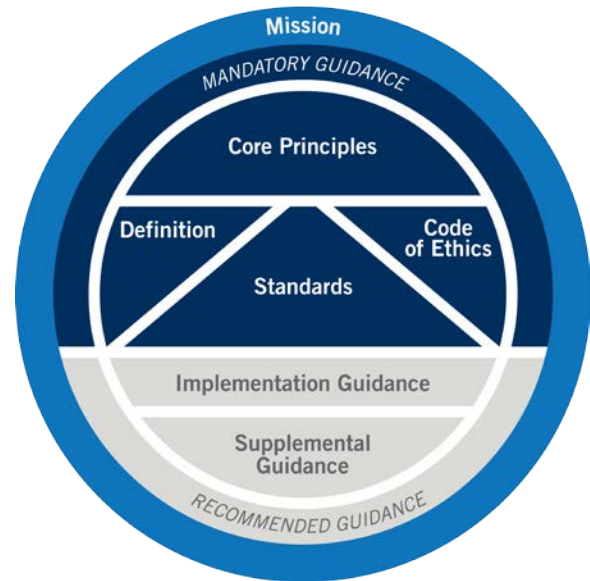 Mission
MANDATORY GUIDANCE
Core Principles
Definition
Code
of Ethics
Standards
Implementation Guidance
Supplemental
Guidance
RECOMMENDED GUIDANCE